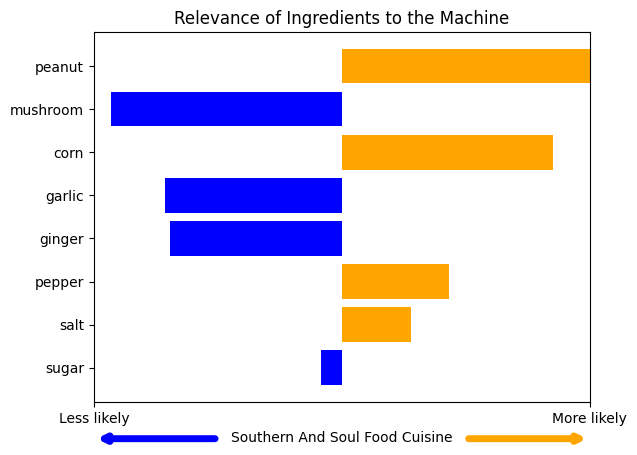 Relevance of Ingredients to the Machine
peanut
mushroom
corn
garlic
ginger
pepper
salt
sugar
Less likely More likely
Southern And Soul Food Cuisine